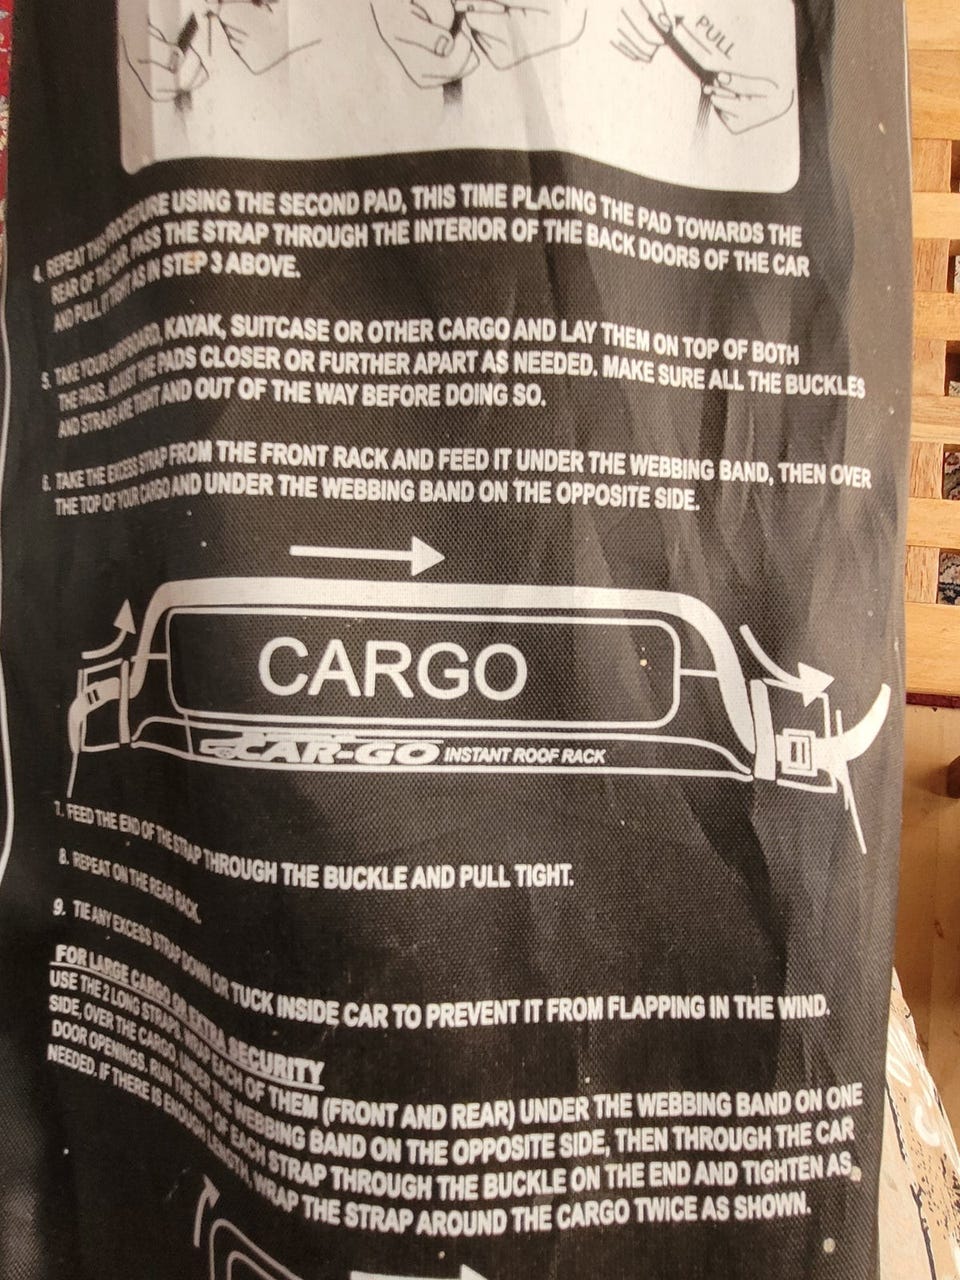 PULL
4. REPEAT THIS PROCEDURE USING THE SECOND PAD, THIS TIME PLACING THE PAD TOWARDS THE
REAR OF THE CAR, PASS THE STRAP THROUGH THE INTERIOR OF THE BACK DOORS OF THE CAR
AND PULL IT TIGHT AS IN STEP 3 ABOVE.
5. TAKE YOUR SURFBOARD, KAYAK, SUITCASE OR OTHER CARGO AND LAY THEM ON TOP OF BOTH
THE PADS. ADJUST THE PADS CLOSER OR FURTHER APART AS NEEDED. MAKE SURE ALL THE BUCKLES
AND STRAPS ARE TIGHT AND OUT OF THE WAY BEFORE DOING SO.
6. TAKE THE EXCESS STRAP FROM THE FRONT RACK AND FEED IT UNDER THE WEBBING BAND, THEN OVER
THE TOP OF YOUR CARGO AND UNDER THE WEBBING BAND ON THE OPPOSITE SIDE.
CARGO
CAR-GO INSTANT ROOF RACK
7. FEED THE END OF THE STRAP THROUGH THE BUCKLE AND PULL TIGHT.
8. REPEAT ON THE REAR RACK.
9. TIE ANY EXCESS STRAP DOWN OR TUCK INSIDE CAR TO PREVENT IT FROM FLAPPING IN THE WIND.
FOR LARGE CARGO OR EXTRA SECURITY
USE THE 2 LONG STRAPS. WRAP EACH OF THEM (FRONT AND REAR) UNDER THE WEBBING BAND ON ONE
SIDE, OVER THE CARGO, UNDER THE WEBBING BAND ON THE OPPOSITE SIDE, THEN THROUGH THE CAR
DOOR OPENINGS. RUN THE END OF EACH STRAP THROUGH THE BUCKLE ON THE END AND TIGHTEN AS
NEEDED. IF THERE IS ENOUGH LENGTH, WRAP THE STRAP AROUND THE CARGO TWICE AS SHOWN.